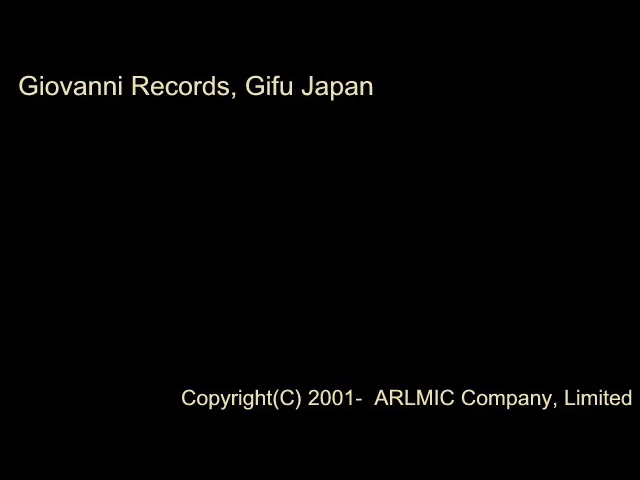 Giovanni Records, Gifu Japan
Copyright(C) 2001-  ARLMIC Company, Limited